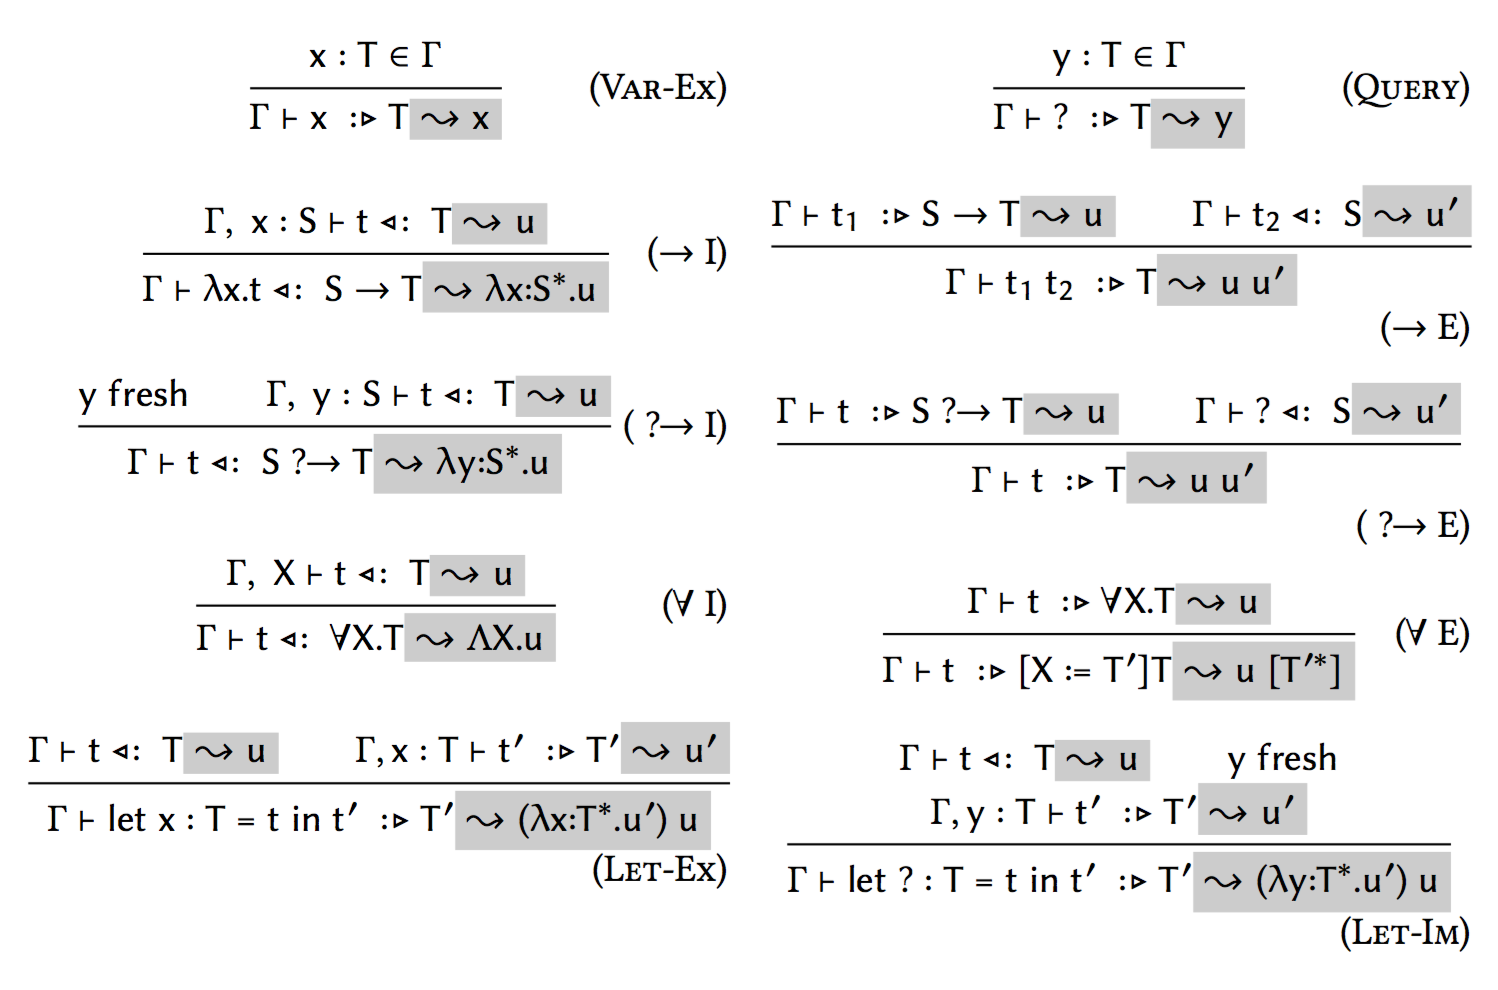 x : T ∈ Γ
Γ ⊢ x :▹ T ⤳ x
(Var-Ex)
y : T ∈ Γ
Γ ⊢ ? :▹ T ⤳ y
(Query)
Γ, x : S ⊢ t ◃: T ⤳ u
Γ ⊢ λx.t ◃: S → T ⤳ λx:S*.u
(→ I)
Γ ⊢ t₁ :▹ S → T ⤳ u Γ ⊢ t₂ ◃: S ⤳ u′
Γ ⊢ t₁ t₂ :▹ T ⤳ u u′
(→ E)
y fresh Γ, y : S ⊢ t ◃: T ⤳ u
Γ ⊢ t ◃: S ?→ T ⤳ λy:S*.u
( ?→ I)
Γ ⊢ t :▹ S ?→ T ⤳ u Γ ⊢ ? ◃: S ⤳ u′
Γ ⊢ t :▹ T ⤳ u u′
( ?→ E)
Γ, X ⊢ t ◃: T ⤳ u
Γ ⊢ t ◃: ∀X.T ⤳ ΛX.u
(∀ I)
Γ ⊢ t :▹ ∀X.T ⤳ u
Γ ⊢ t :▹ [X := T′]T ⤳ u [T′*]
(∀ E)
Γ ⊢ t ◃: T ⤳ u Γ, x : T ⊢ t′ :▹ T′ ⤳ u′
Γ ⊢ let x : T = t in t′ :▹ T′ ⤳ (λx:T*.u′) u
(Let-Ex)
Γ ⊢ t ◃: T ⤳ u y fresh
Γ, y : T ⊢ t′ :▹ T′ ⤳ u′
Γ ⊢ let ? : T = t in t′ :▹ T′ ⤳ (λy:T*.u′) u
(Let-Im)